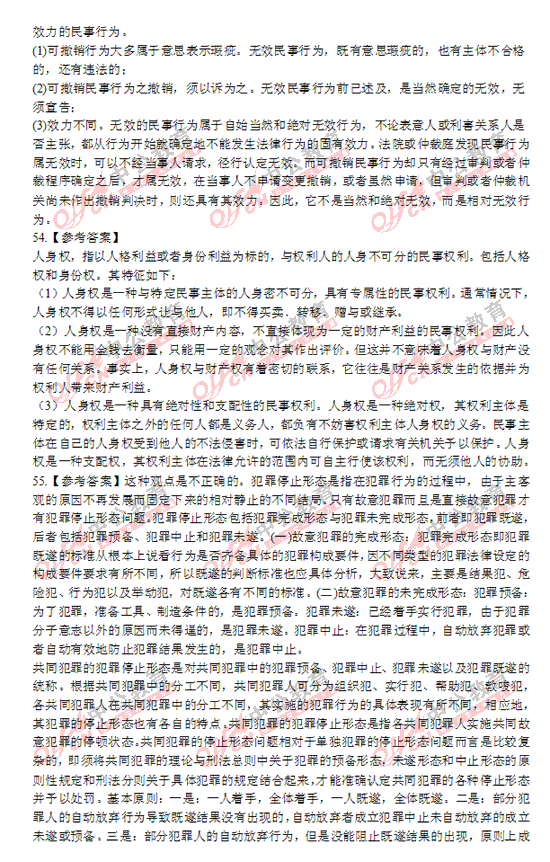 效力的民事行为。
(1)可撤销行为大多属于意思表示瑕疵。无效民事行为，既有意思瑕疵的，也有主体不合格
的，还有违法的；
(2)可撤销民事行为之撤销，须以诉为之。无效民事行为前已述及，是当然确定的无效，无
须宣告；
(3)效力不同。无效的民事行为属于自始当然和绝对无效行为，不论表意人或利害关系人是
否主张，都从行为开始就确定地不能发生法律行为的固有效力。法院或仲裁庭发现民事行为
属无效时，可以不经当事人请求，径行认定无效。而可撤销民事行为却只有经过审判或者仲
裁程序确定之后，才属无效，在当事人不申请变更撤销，或者虽然申请，但审判或者仲裁机
关尚未作出撤销判决时，则还具有其效力。因此，它不是当然和绝对无效，而是相对无效行
为。
54.【参考答案】
人身权，指以人格利益或者身份利益为标的，与权利人的人身不可分的民事权利。包括人格
权和身份权。其特征如下：
（1）人身权是一种与特定民事主体的人身密不可分，具有专属性的民事权利。通常情况下，
人身权不得以任何形式让与他人，即不得买卖、转移、赠与或继承。
（2）人身权是一种没有直接财产内容，不直接体现为一定的财产利益的民事权利。因此人
身权不能用金钱去衡量，只能用一定的观念对其作出评价。但这并不意味着人身权与财产没
有任何关系。事实上，人身权与财产权有着密切的联系，它往往是财产关系发生的依据并为
权利人带来财产利益。
（3）人身权是一种具有绝对性和支配性的民事权利。人身权是一种绝对权，其权利主体是
特定的，权利主体之外的任何人都是义务人，都负有不妨害权利主体人身权的义务。民事主
体在自己的人身权受到他人的不法侵害时，可依法自行保护或请求有关机关予以保护。人身
权是一种支配权，其权利主体在法律允许的范围内可自主行使该权利，而无须他人的协助。
55.【参考答案】这种观点是不正确的。犯罪停止形态是指在犯罪行为的过程中，由于主客
观的原因不再发展而固定下来的相对静止的不同结局。只有故意犯罪而且是直接故意犯罪才
有犯罪停止形态问题。犯罪停止形态包括犯罪完成形态与犯罪未完成形态，前者即犯罪既遂，
后者包括犯罪预备、犯罪中止和犯罪未遂。(一)故意犯罪的完成形态：犯罪完成形态即犯罪
既遂的标准从根本上说看行为是否齐备具体的犯罪构成要件，因不同类型的犯罪法律设定的
构成要件要求有所不同，所以既遂的判断标准也应具体分析，大致说来，主要是结果犯、危
险犯、行为犯以及举动犯，对既遂各有不同的标准。(二)故意犯罪的未完成形态：犯罪预备：
为了犯罪，准备工具、制造条件的，是犯罪预备。犯罪未遂：已经着手实行犯罪，由于犯罪
分子意志以外的原因而未得逞的，是犯罪未遂。犯罪中止：在犯罪过程中，自动放弃犯罪或
者自动有效地防止犯罪结果发生的，是犯罪中止。
共同犯罪的犯罪停止形态是对共同犯罪中的犯罪预备、犯罪中止、犯罪未遂以及犯罪既遂的
统称。根据共同犯罪中的分工不同，共同犯罪人可分为组织犯、实行犯、帮助犯、教唆犯，
各共同犯罪人在共同犯罪中的分工不同，其实施的犯罪行为的具体表现有所不同，相应地，
其犯罪的停止形态也有各自的特点。共同犯罪的犯罪停止形态是指各共同犯罪人实施共同故
意犯罪的停顿状态。共同犯罪的停止形态问题相对于单独犯罪的停止形态问题而言是比较复
杂的，即须将共同犯罪的理论与刑法总则中关于犯罪的预备形态，未遂形态和中止形态的原
则性规定和刑法分则关于具体犯罪的规定结合起来，才能准确认定共同犯罪的各种停止形态
并予以处罚。基本原则：一是：一人着手，全体着手，一人既遂，全体既遂。二是：部分犯
罪人的自动放弃行为导致既遂结果没有出现的，自动放弃者成立犯罪中止未自动放弃的成立
未遂或预备。三是：部分犯罪人的自动放弃行为，但是没能阻止既遂结果的出现，原则上成